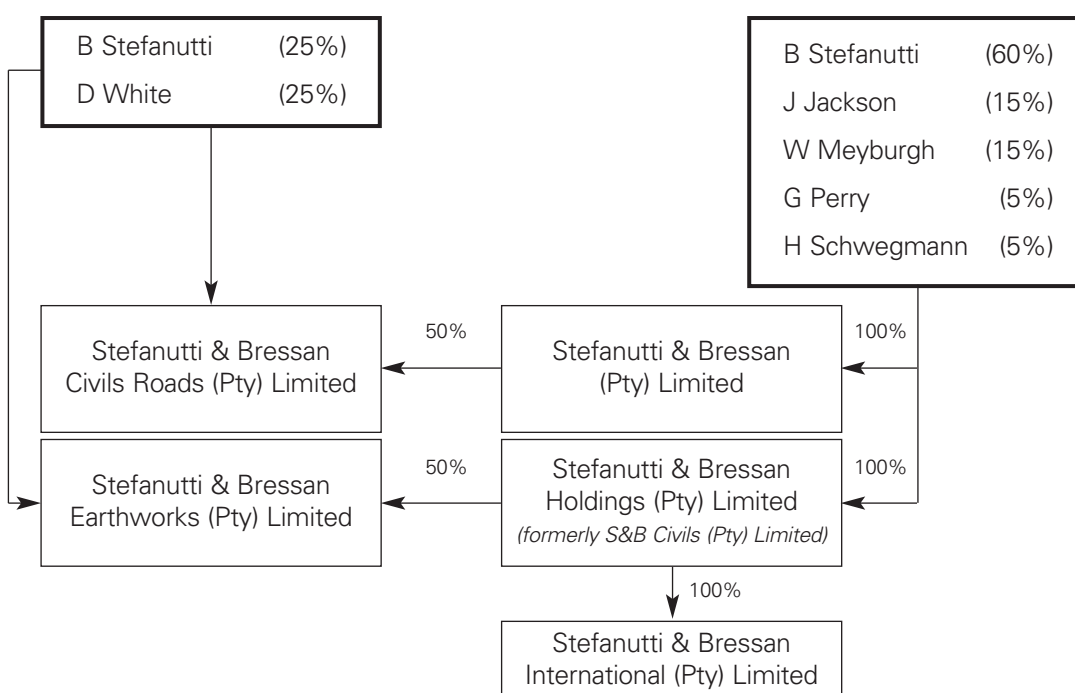 B Stefanutti (25%)
D White (25%)
B Stefanutti (60%)
J Jackson (15%)
W Meyburgh (15%)
G Perry (5%)
H Schwegmann (5%)
Stefanutti & Bressan
Civils Roads (Pty) Limited
50%
Stefanutti & Bressan
(Pty) Limited
100%
Stefanutti & Bressan
Earthworks (Pty) Limited
50%
Stefanutti & Bressan
Holdings (Pty) Limited
(formerly S&B Civils (Pty) Limited)
100%
100%
Stefanutti & Bressan
International (Pty) Limited